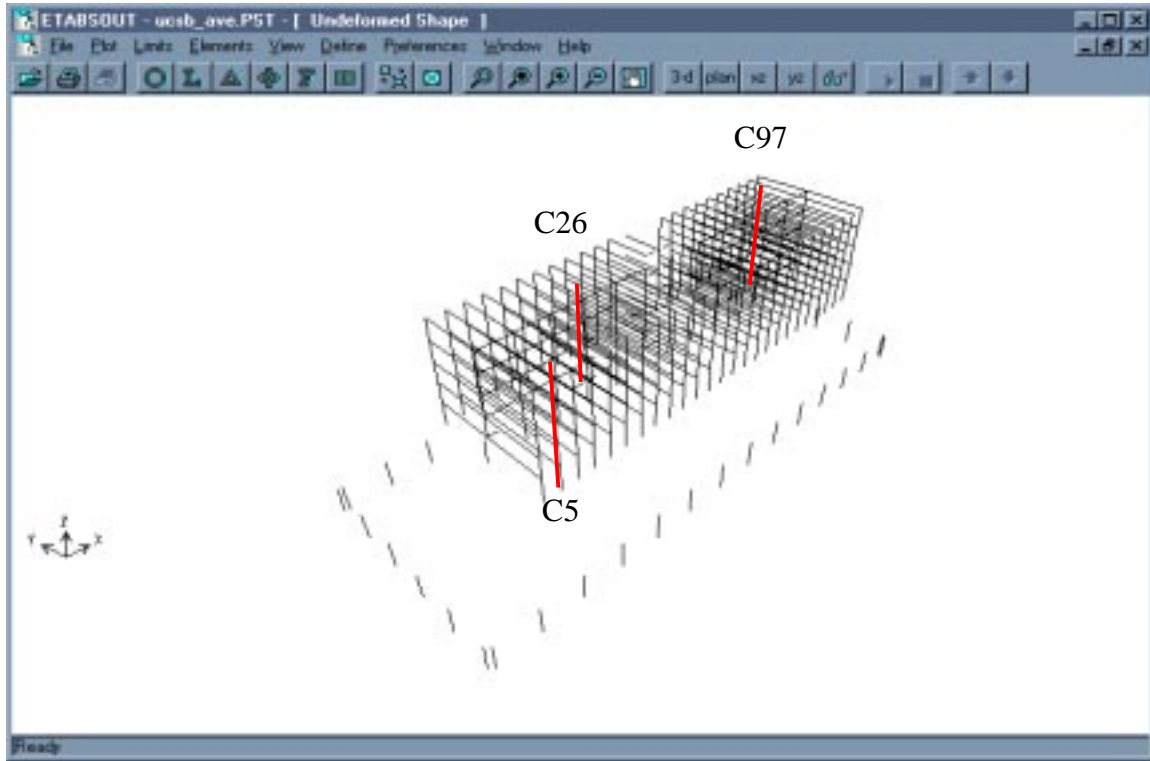 ETABSOUT - ucsb_ave.PST - [ Undeformed Shape ]
File Plot Limits Elements View Define Preferences Window Help
3-d plan xz yz
C97
C26
C5
Z
Y X
Ready